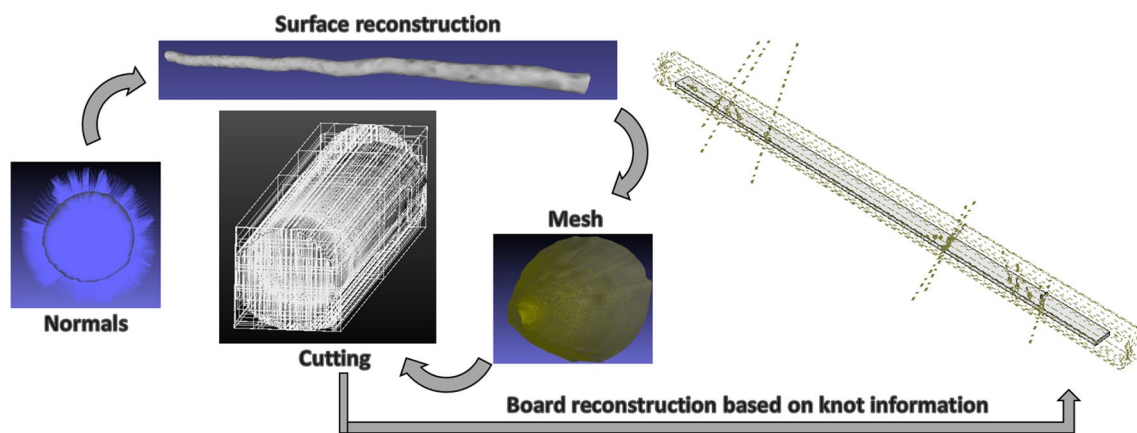 Surface reconstruction
Normals
Mesh
Cutting
Board reconstruction based on knot information